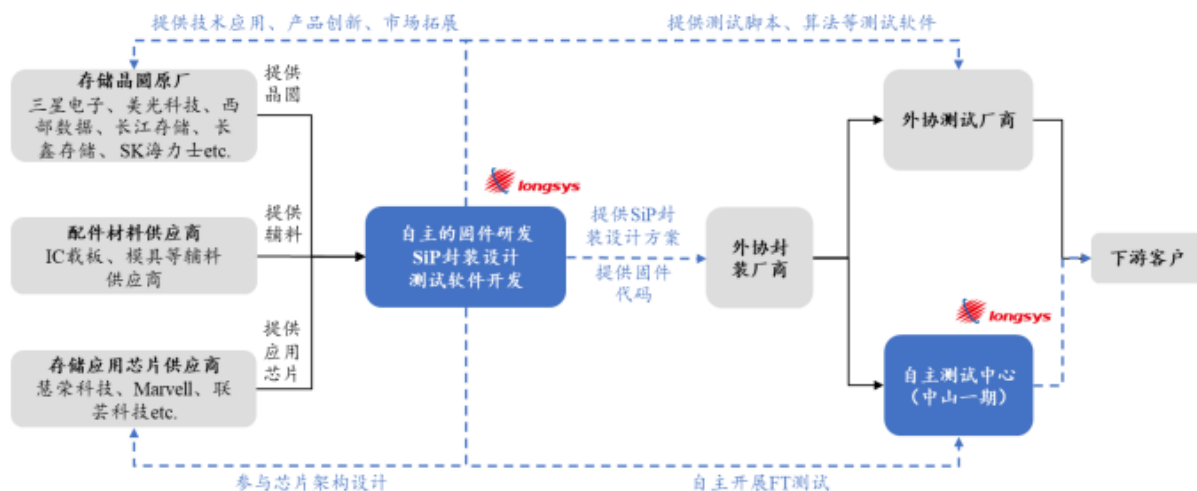 提供技术应用、产品创新、市场拓展
提供测试脚本、算法等测试软件
存储晶圆原厂
三星电子、美光科技、西
部数据、长江存储、长
鑫存储、SK海力士etc.
提供
晶圆
外协测试厂商
longsys
配件材料供应商
IC载板、模具等辅料
供应商
提供
辅料
自主的固件研发
SiP封装设计
测试软件开发
提供SiP封
装设计方案
提供固件
代码
外协封
装厂商
下游客户
longsys
存储应用芯片供应商
慧荣科技、Marvell、联
芸科技etc.
提供
应用
芯片
自主测试中心
（中山一期）
参与芯片架构设计
自主开展FT测试